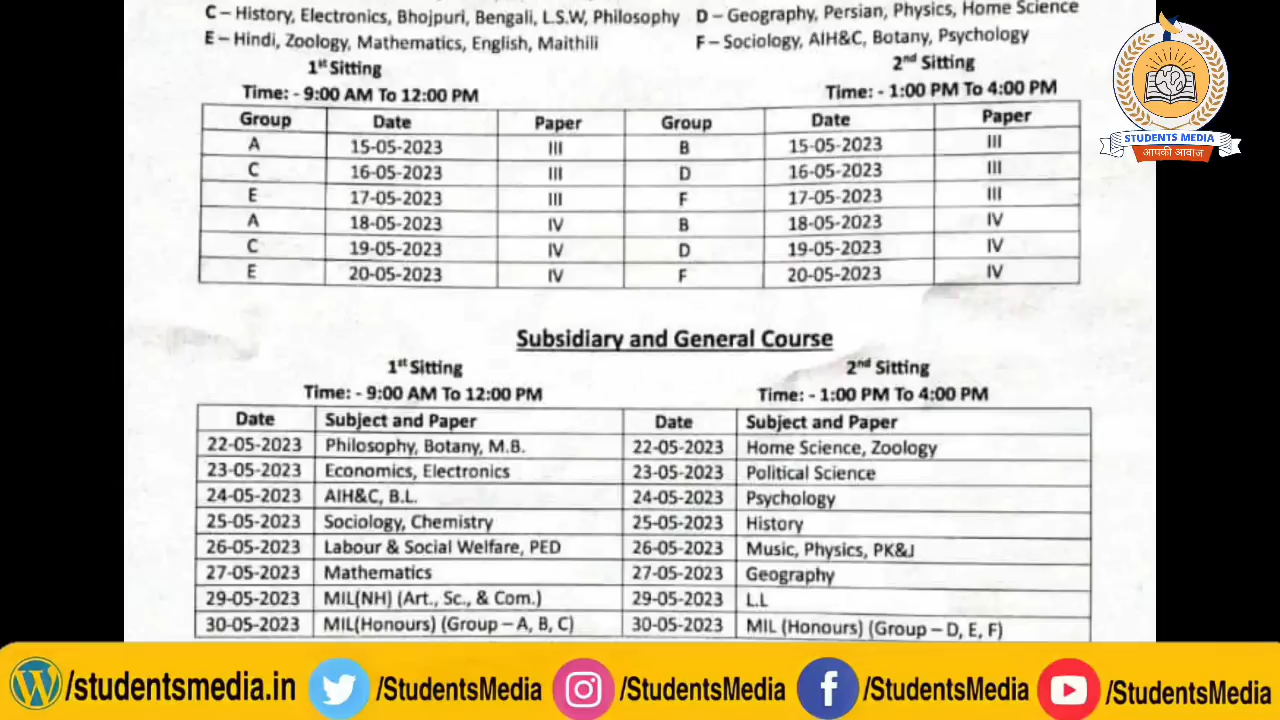 C – History, Electronics, Bhojpuri, Bengali, L.S.W, Philosophy D – Geography, Persian, Physics, Home Science
E – Hindi, Zoology, Mathematics, English, Maithili F – Sociology, AIH&C, Botany, Psychology
1st Sitting 2nd Sitting
Time: - 9:00 AM To 12:00 PM Time: - 1:00 PM To 4:00 PM
Group Date Paper Group Date Paper
A 15-05-2023 III B 15-05-2023 III
C 16-05-2023 III D 16-05-2023 III
E 17-05-2023 III F 17-05-2023 III
A 18-05-2023 IV B 18-05-2023 IV
C 19-05-2023 IV D 19-05-2023 IV
E 20-05-2023 IV F 20-05-2023 IV
STUDENTS MEDIA
आपकी आवाज
Subsidiary and General Course
1st Sitting 2nd Sitting
Time: - 9:00 AM To 12:00 PM Time: - 1:00 PM To 4:00 PM
Date Subject and Paper Date Subject and Paper
22-05-2023 Philosophy, Botany, M.B. 22-05-2023 Home Science, Zoology
23-05-2023 Economics, Electronics 23-05-2023 Political Science
24-05-2023 AIH&C, B.L. 24-05-2023 Psychology
25-05-2023 Sociology, Chemistry 25-05-2023 History
26-05-2023 Labour & Social Welfare, PED 26-05-2023 Music, Physics, PK&J
27-05-2023 Mathematics 27-05-2023 Geography
29-05-2023 MIL(NH) (Art., Sc., & Com.) 29-05-2023 L.L
30-05-2023 MIL(Honours) (Group – A, B, C) 30-05-2023 MIL (Honours) (Group – D, E, F)
/studentsmedia.in /StudentsMedia /StudentsMedia /StudentsMedia /StudentsMedia